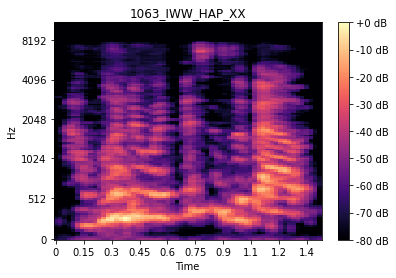 1063_IWW_HAP_XX
8192
4096
2048
1024
512
0
Hz
0 0.15 0.3 0.45 0.6 0.75 0.9 1.1 1.2 1.4
Time
+0 dB
-10 dB
-20 dB
-30 dB
-40 dB
-50 dB
-60 dB
-70 dB
-80 dB